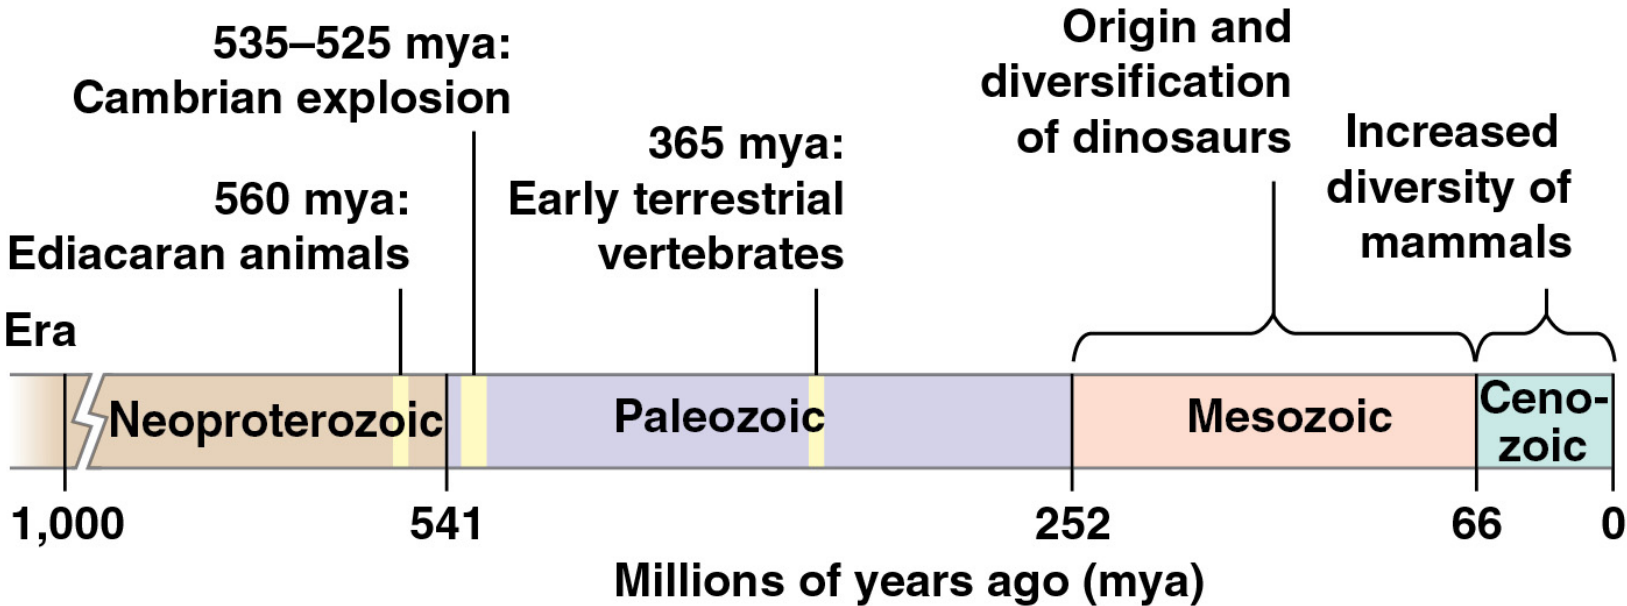 535–525 mya:
Cambrian explosion
560 mya:
Ediacaran animals
365 mya:
Early terrestrial
vertebrates
Origin and
diversification
of dinosaurs
Increased
diversity of
mammals
Era
Neoproterozoic
Paleozoic
Mesozoic
Ceno-
zoic
1,000
541
252
66
0
Millions of years ago (mya)